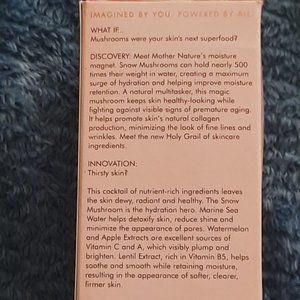 IMAGINED BY YOU. POWERED BY
WHAT IF...
Mushrooms were your skin's next superfood?
DISCOVERY: Meet Mother Nature's moisture
magnet. Snow Mushrooms can hold nearly 500
times their weight in water, creating a maximum
surge of hydration and helping improve moisture
retention. A natural multitasker, this magic
mushroom keeps skin healthy-looking while
fighting against visible signs of premature aging.
It helps promote skin's natural collagen
production, minimizing the look of fine lines and
wrinkles. Meet the new Holy Grail of skincare
ingredients.
INNOVATION:
Thirsty skin?
This cocktail of nutrient-rich ingredients leaves
the skin dewy, radiant and healthy. The
Snow Mushroom is the hydration hero. Marine Sea
Water helps detoxify skin, reduce shine and
minimize the appearance of pores. Watermelon
and Apple Extracts are excellent sources of
Vitamin C and A, which visibly plump and
brighten. Lentil Extract, rich in Vitamin B5, helps
soothe and smooth while retaining moisture,
resulting in the appearance of softer, clearer,
firmer skin.